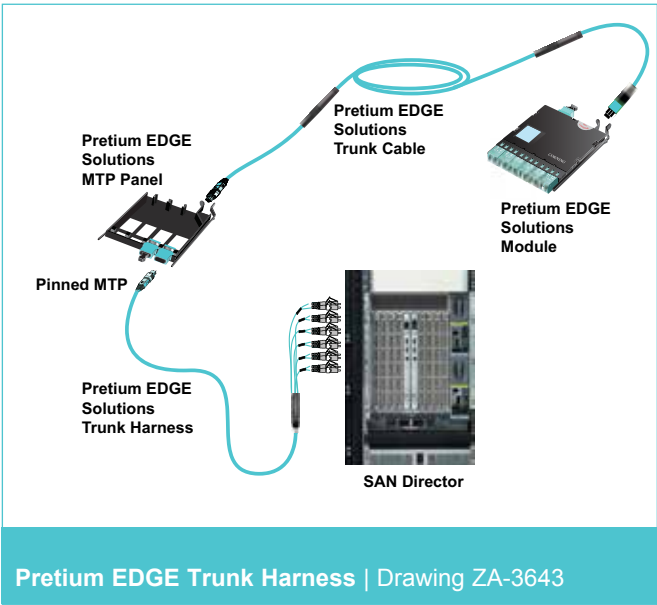 Pretium EDGE
Solutions
Trunk Cable
Pretium EDGE
Solutions
MTP Panel
Pretium EDGE
Solutions
Module
Pinned MTP
Pretium EDGE
Solutions
Trunk Harness
SAN Director
Pretium EDGE Trunk Harness | Drawing ZA-3643